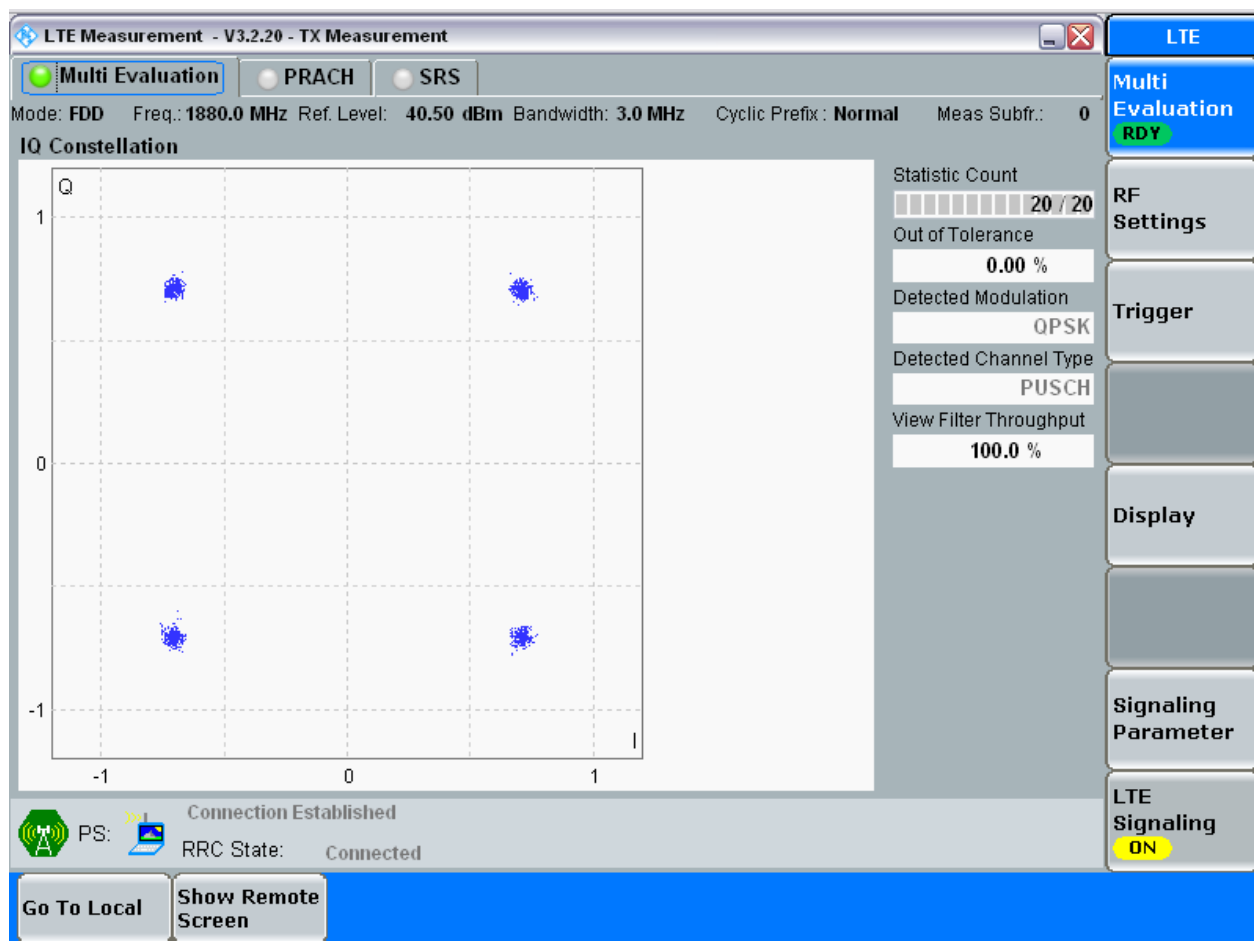 LTE Measurement - V3.2.20 - TX Measurement
LTE
Multi Evaluation PRACH SRS
Mode: FDD Freq.: 1880.0 MHz Ref. Level: 40.50 dBm Bandwidth: 3.0 MHz Cyclic Prefix : Normal Meas Subfr.: 0
IQ Constellation
Q
1
0
-1
I
-1 0 1
Statistic Count
20 / 20
Out of Tolerance
0.00 %
Detected Modulation
QPSK
Detected Channel Type
PUSCH
View Filter Throughput
100.0 %
Multi
Evaluation
RDY
RF
Settings
Trigger
Display
Signaling
Parameter
LTE
Signaling
ON
PS:
Connection Established
RRC State: Connected
Go To Local
Show Remote
Screen